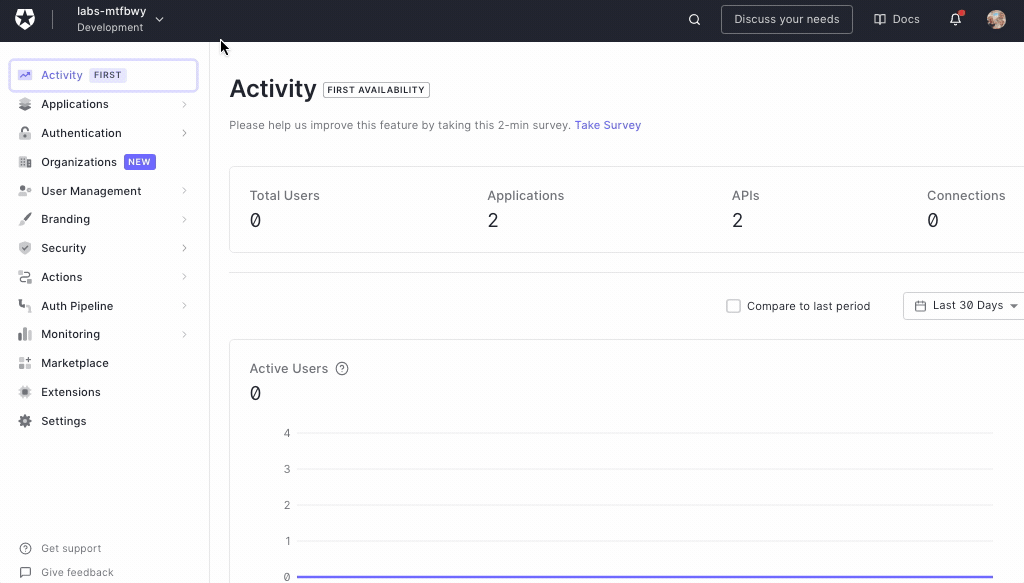 labs-mtfbwy
Development
Discuss your needs
Docs
Activity FIRST
Applications
Authentication
Organizations NEW
User Management
Branding
Security
Actions
Auth Pipeline
Monitoring
Marketplace
Extensions
Settings
Get support
Give feedback
Activity FIRST AVAILABILITY
Please help us improve this feature by taking this 2-min survey. Take Survey
Total Users
0
Applications
2
APIs
2
Connections
0
Compare to last period
Last 30 Days
Active Users ?
0
4
3
2
1
0